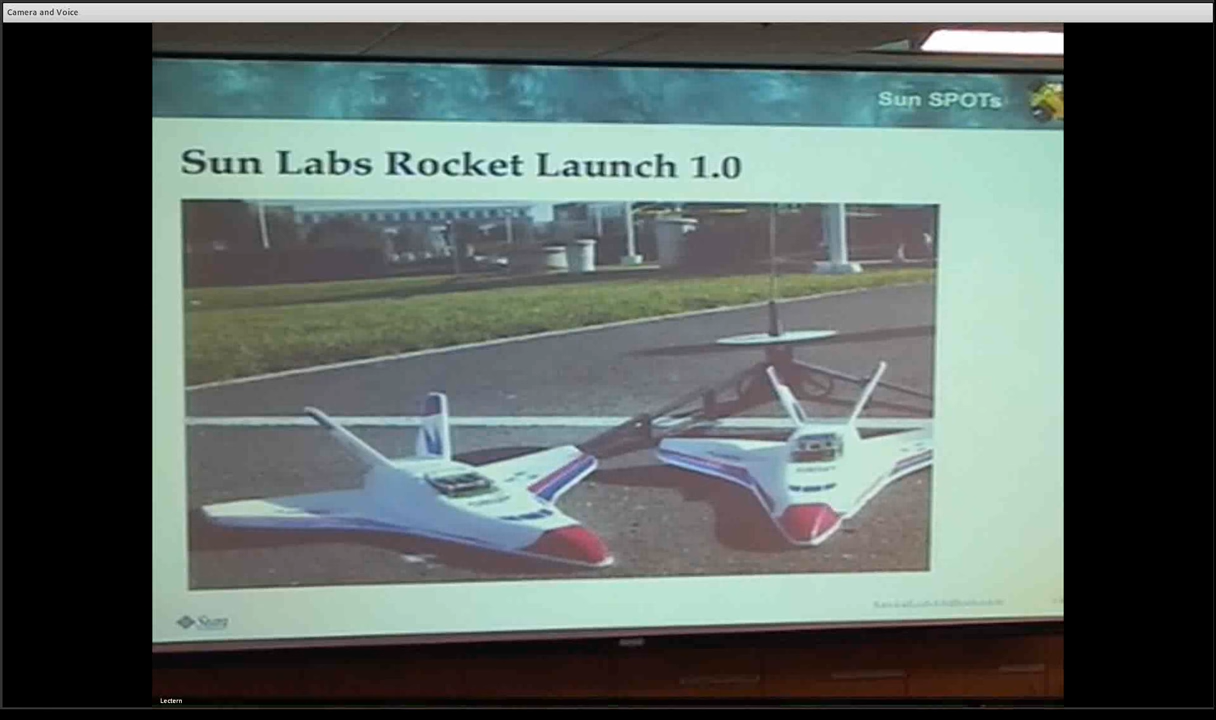 Camera and Voice
Sun SPOTs
Sun Labs Rocket Launch 1.0
Sun
Lectern